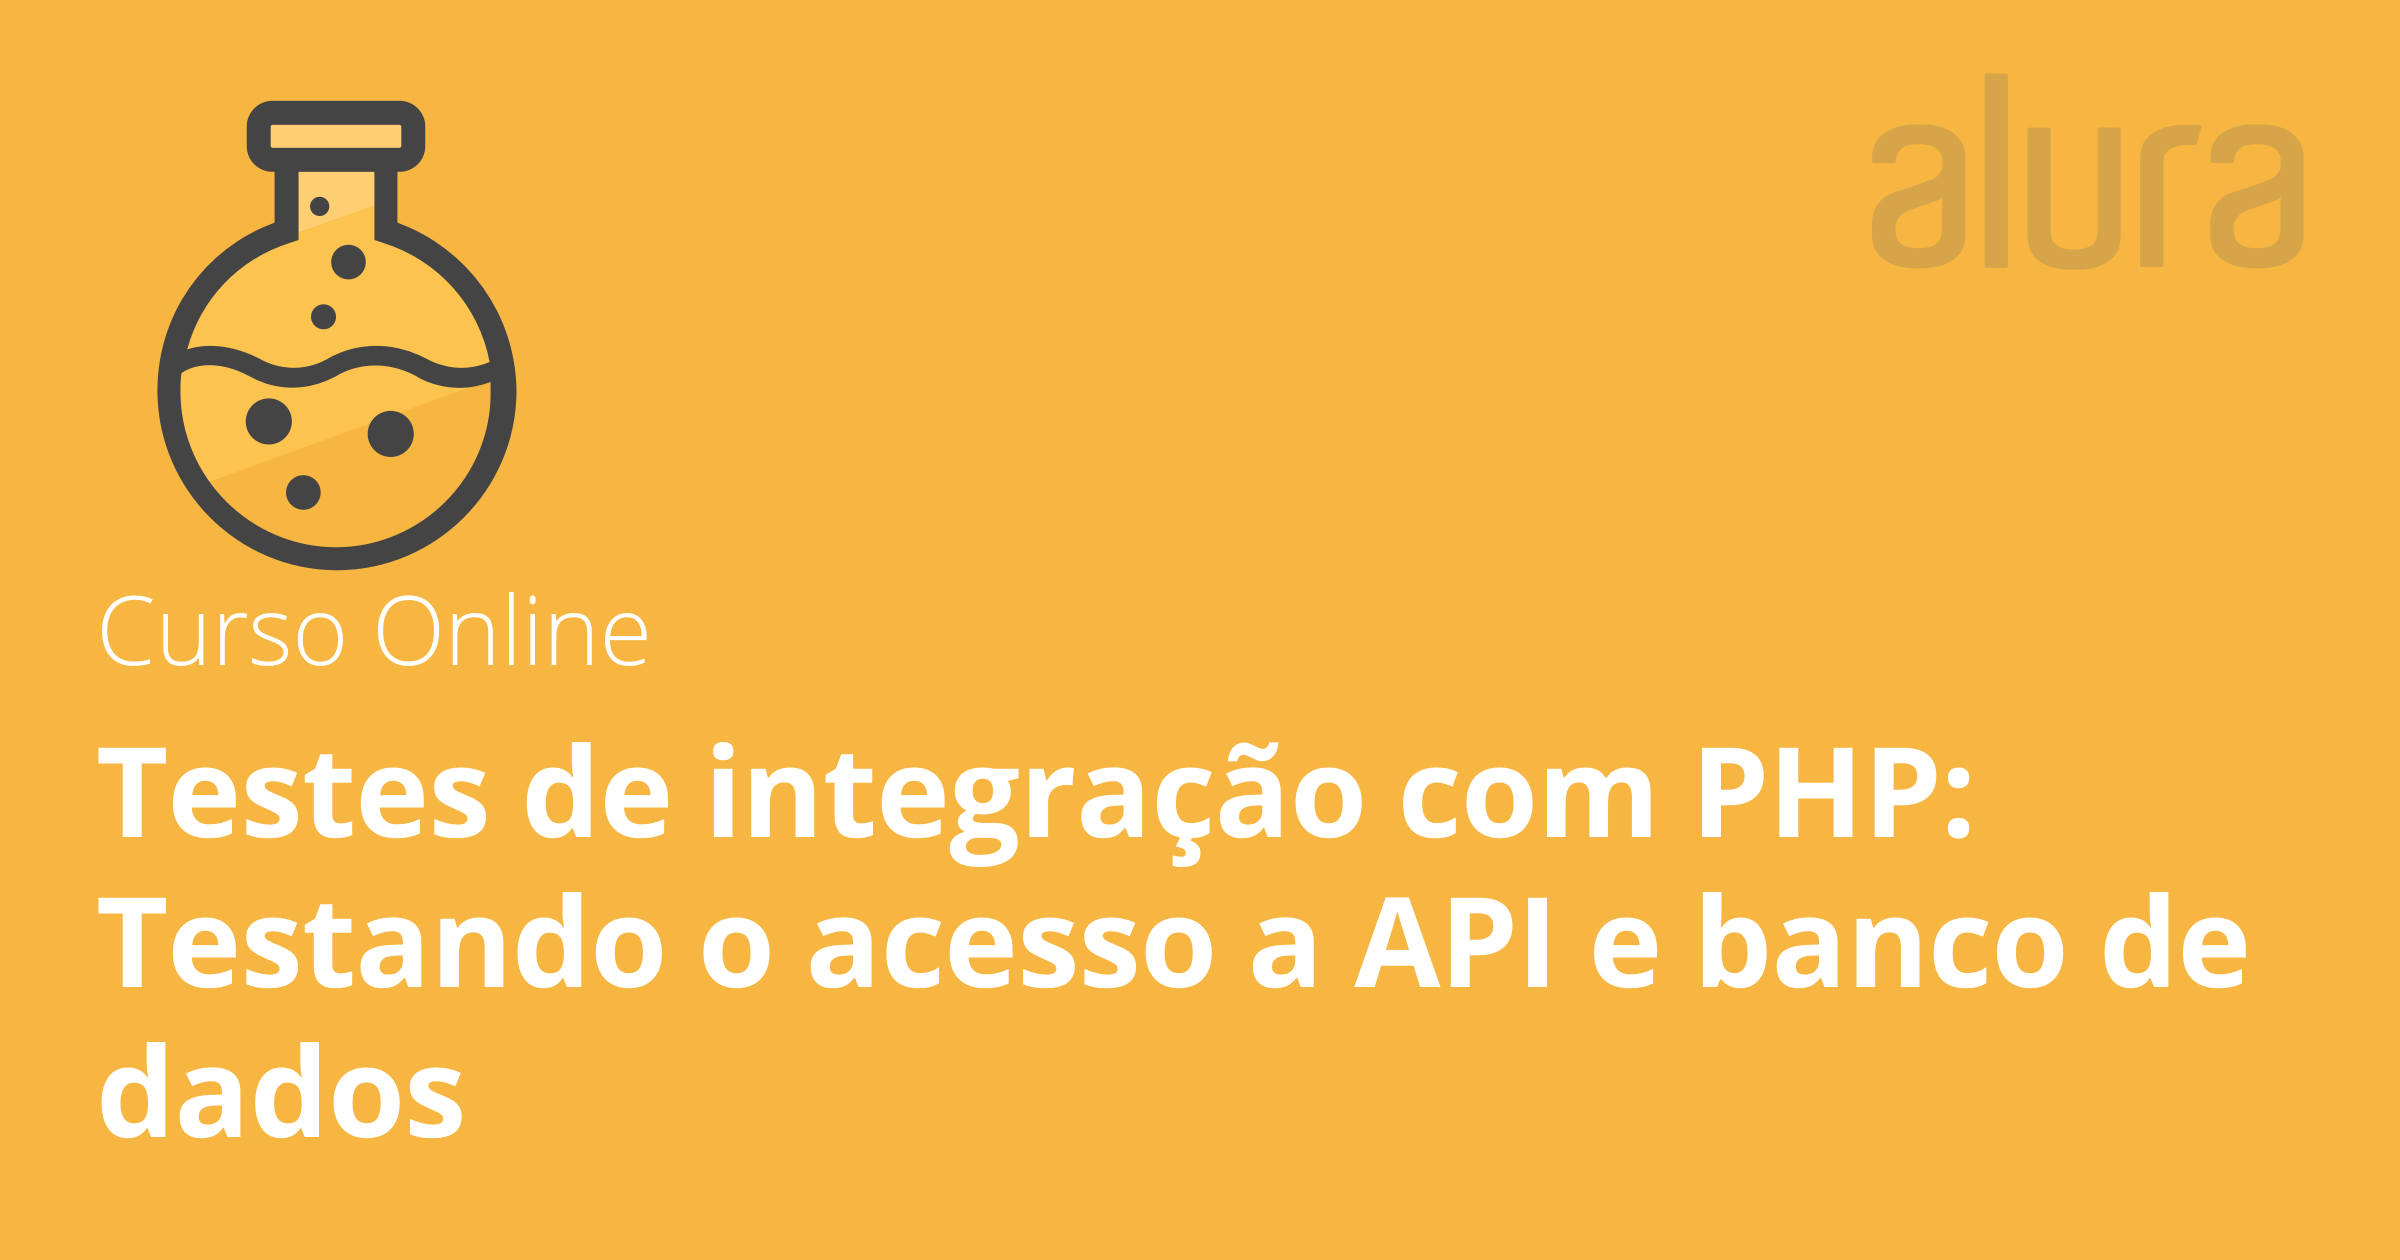 alura
Curso Online
Testes de integração com PHP:
Testando o acesso a API e banco de
dados